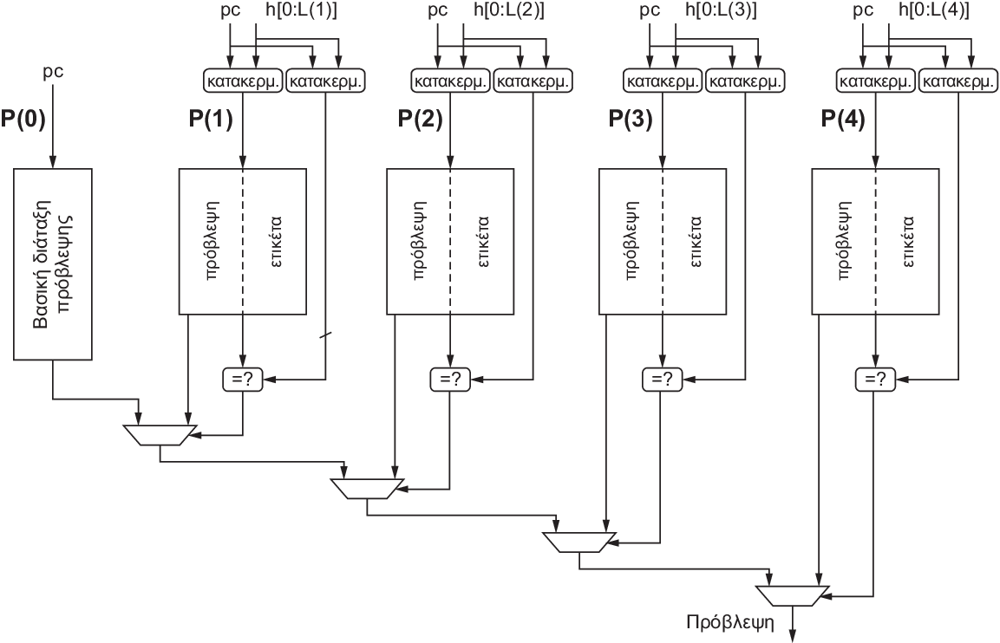 pc h[0:L(1)] pc h[0:L(2)] pc h[0:L(3)] pc h[0:L(4)]
pc
κατακερμ. κατακερμ. κατακερμ. κατακερμ. κατακερμ. κατακερμ. κατακερμ. κατακερμ.
P(0) P(1) P(2) P(3) P(4)
Βασική διάταξη
πρόβλεψης
πρόβλεψη
ετικέτα
πρόβλεψη
ετικέτα
πρόβλεψη
ετικέτα
πρόβλεψη
ετικέτα
=? =? =? =?
Πρόβλεψη